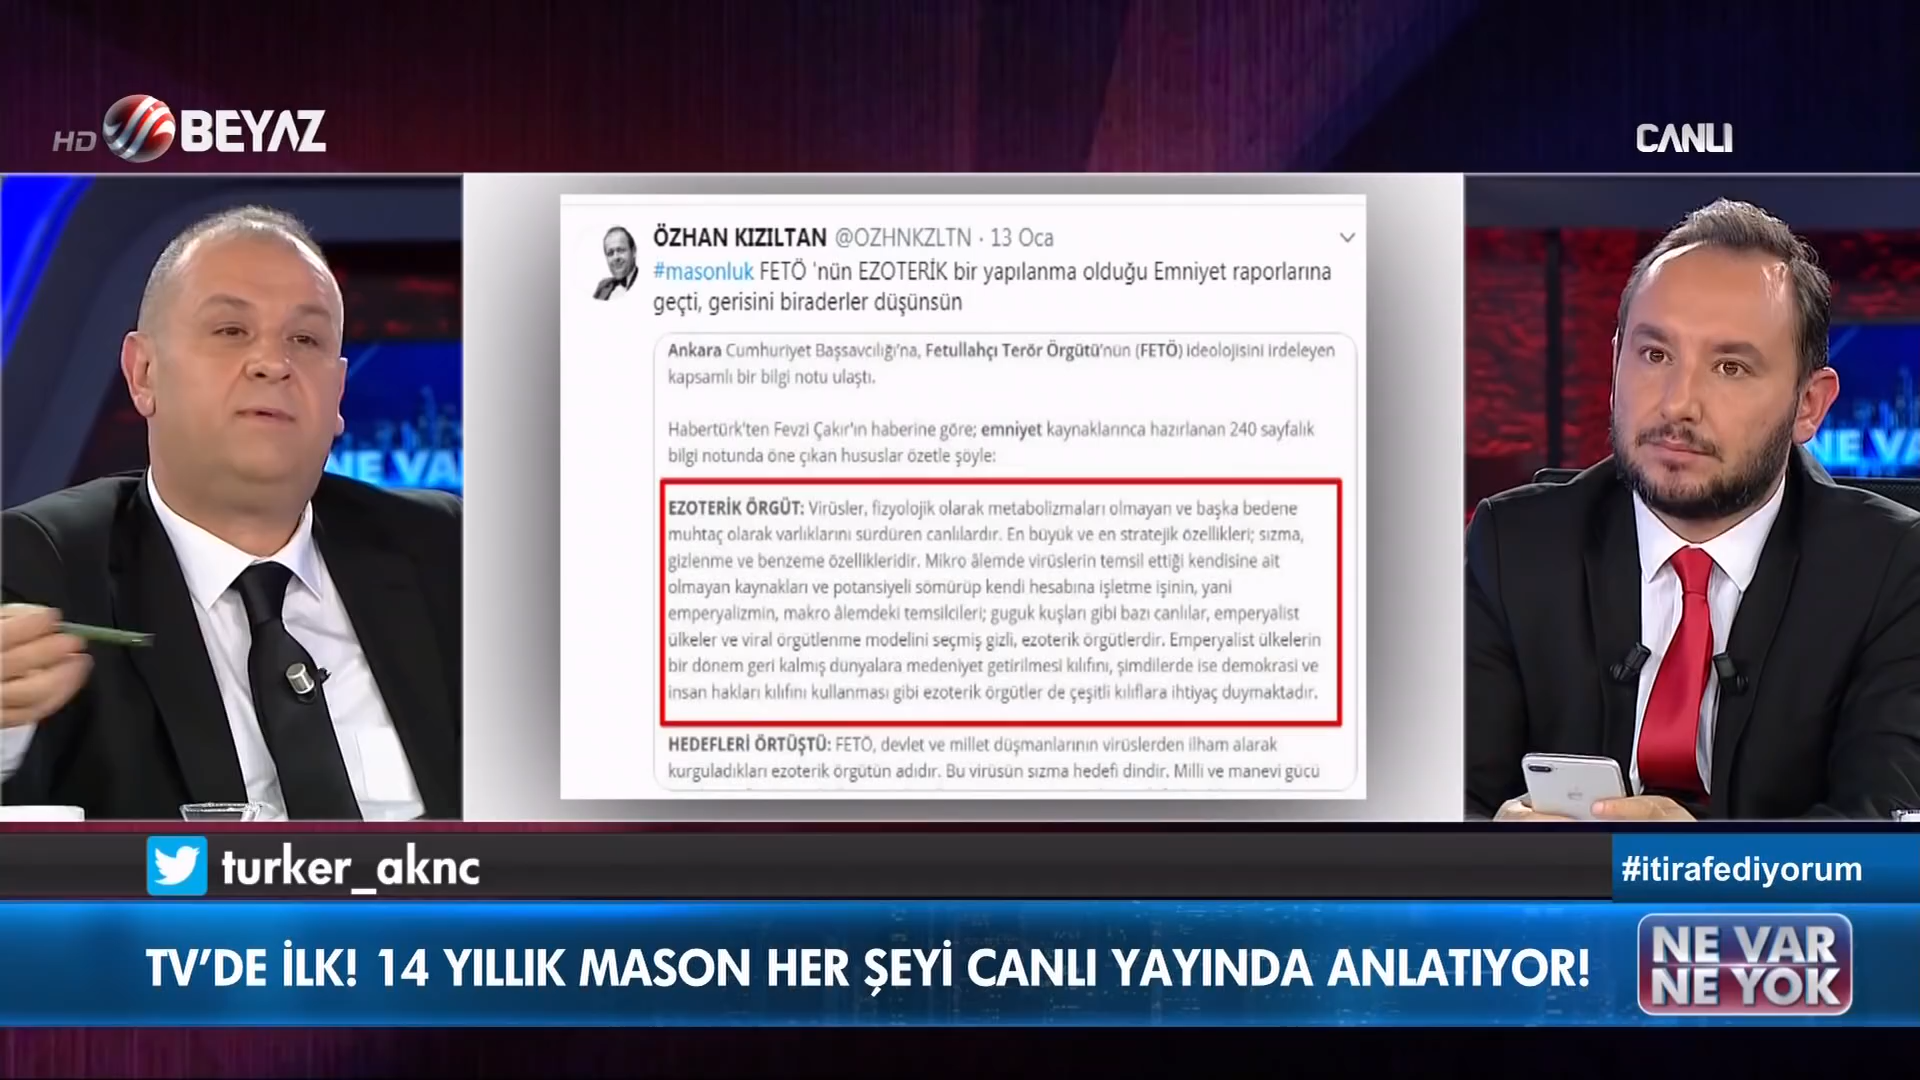 HD BEYAZ
CANLI
ÖZHAN KIZILTAN @OZHNKZLTN · 13 Oca
#masonluk FETÖ 'nün EZOTERİK bir yapılanma olduğu Emniyet raporlarına
geçti, gerisini biraderler düşünsün
Ankara Cumhuriyet Başsavcılığı'na, Fetullahçı Terör Örgütü'nün (FETÖ) ideolojisini irdeleyen
kapsamlı bir bilgi notu ulaştı.
Habertürk'ten Fevzi Çakır'ın haberine göre; emniyet kaynaklarınca hazırlanan 240 sayfalık
bilgi notunda öne çıkan hususlar özetle şöyle:
EZOTERİK ÖRGÜT: Virüsler, fizyolojik olarak metabolizmaları olmayan ve başka bedene
muhtaç olarak varlıklarını sürdüren canlılardır. En büyük ve en stratejik özellikleri; sızma,
gizlenme ve benzeme özellikleridir. Mikro âlemde virüslerin temsil ettiği kendisine ait
olmayan kaynakları ve potansiyeli sömürüp kendi hesabına işletme işinin, yani
emperyalizmin, makro âlemdeki temsilcileri; guguk kuşları gibi bazı canlılar, emperyalist
ülkeler ve viral örgütlenme modelini seçmiş gizli, ezoterik örgütlerdir. Emperyalist ülkelerin
bir dönem geri kalmış dünyalara medeniyet getirilmesi kılıfını, şimdilerde ise demokrasi ve
insan hakları kılıfını kullanması gibi ezoterik örgütler de çeşitli kılıflara ihtiyaç duymaktadır.
HEDEFLERİ ÖRTÜŞTÜ: FETÖ, devlet ve millet düşmanlarının virüslerden ilham alarak
kurguladıkları ezoterik örgütün adıdır. Bu virüsün sızma hedefi dindir. Milli ve manevi gücü
NE VAR
NE VA
turker_aknc
#itirafediyorum
TV'DE İLK! 14 YILLIK MASON HER ŞEYİ CANLI YAYINDA ANLATIYOR!
NE VAR
NE YOK